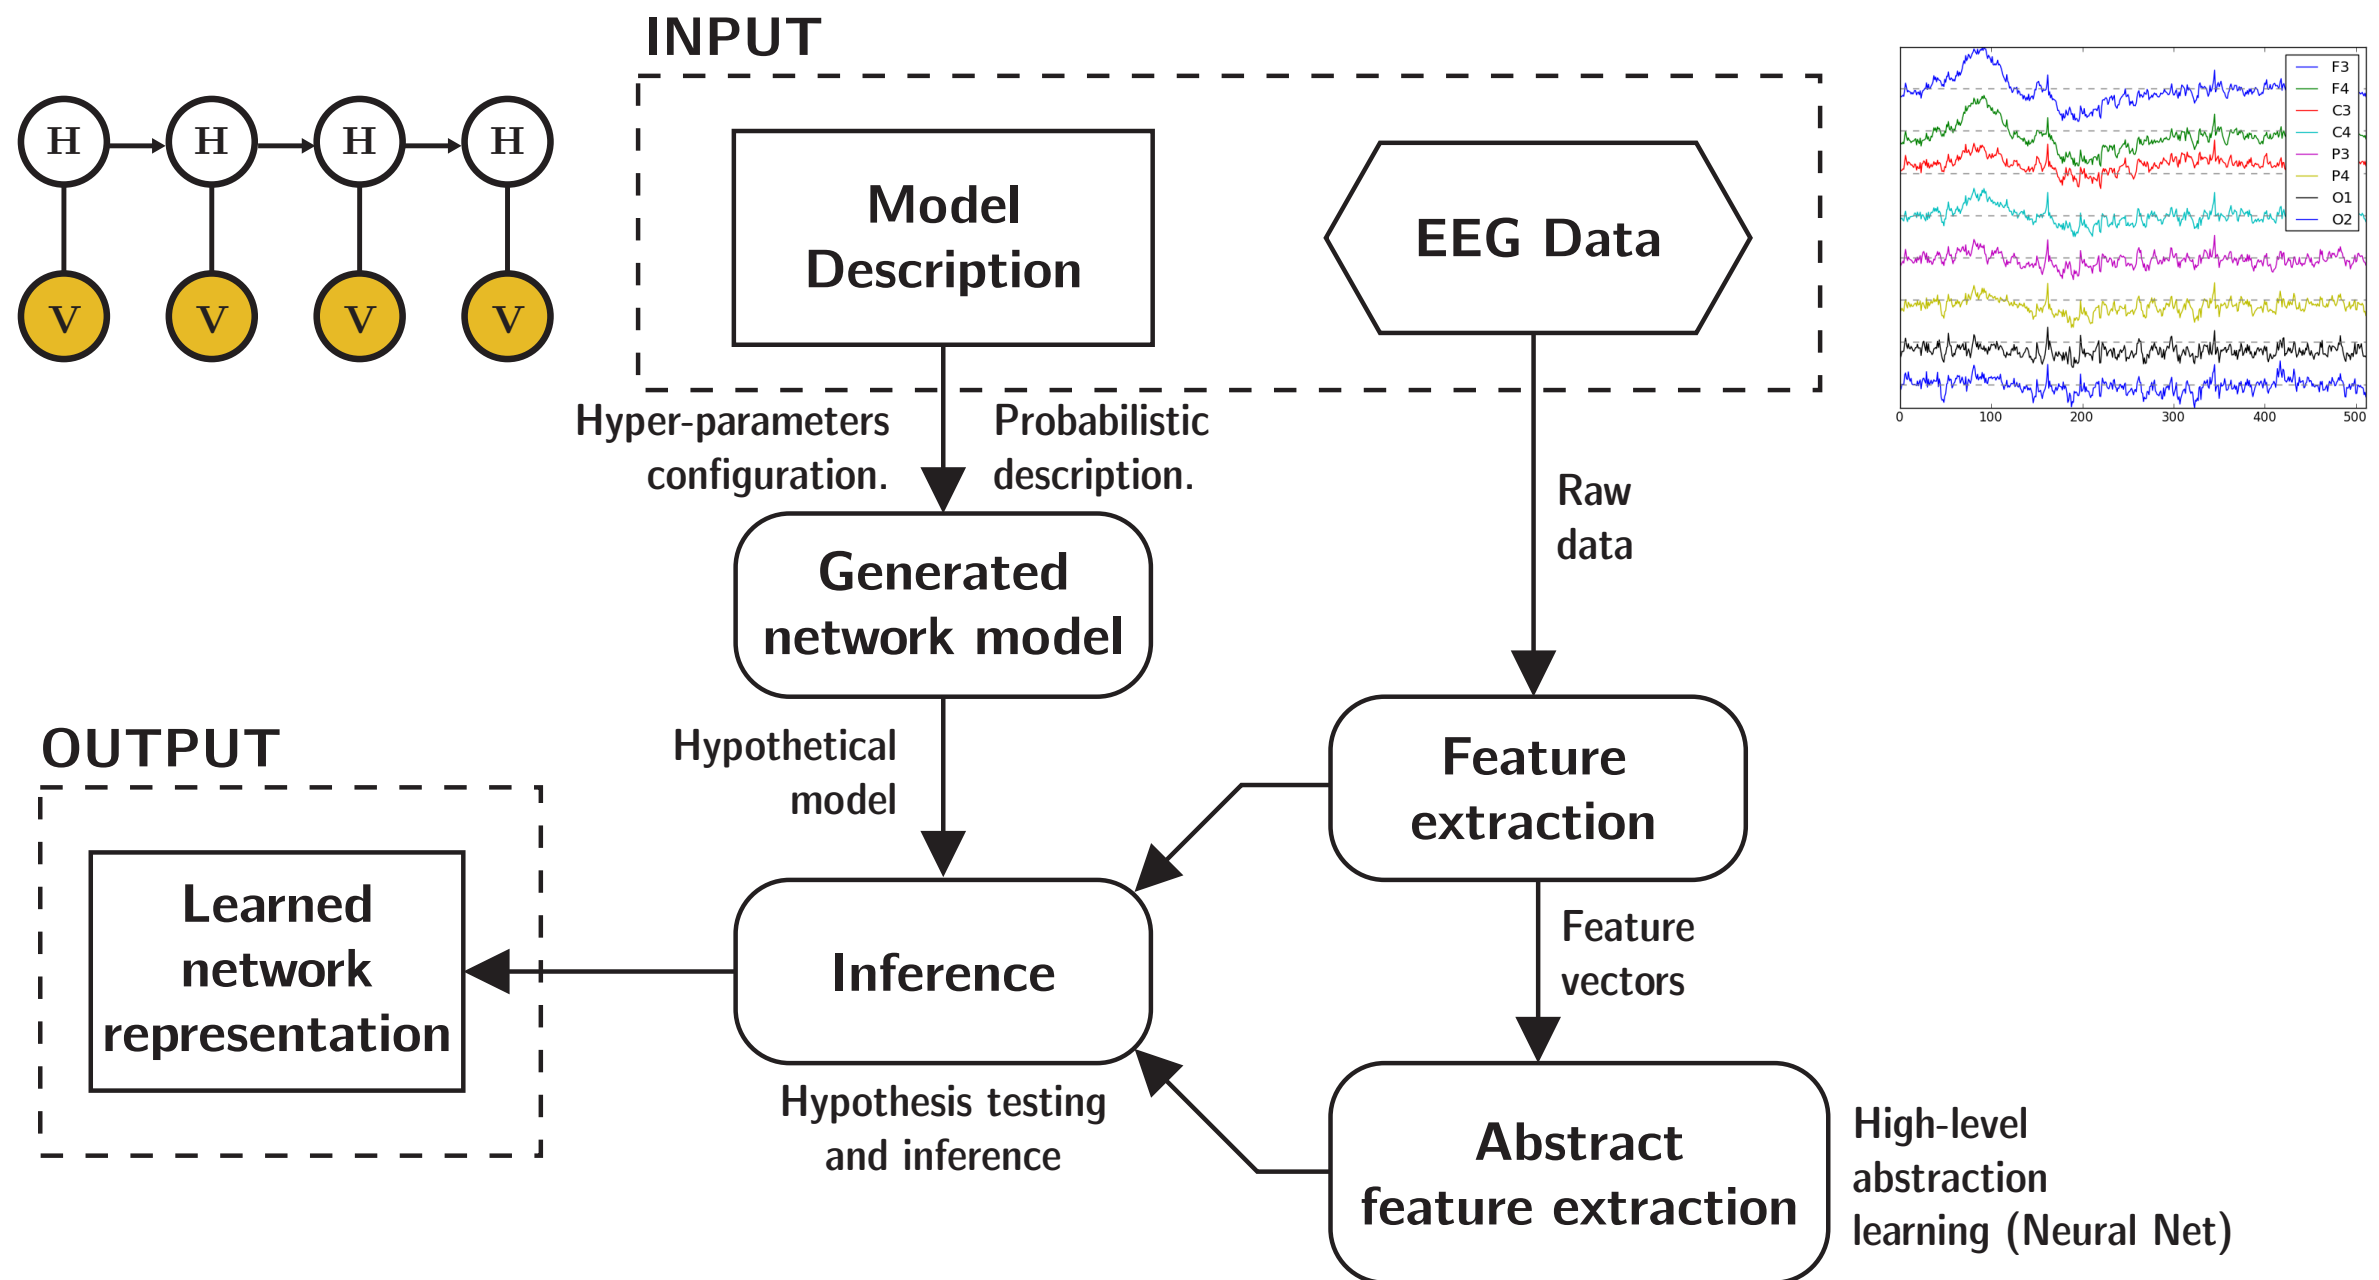 INPUT
H H H H
V V V V
Model
Description
EEG Data
F3
F4
C3
C4
P3
P4
O1
O2
0 100 200 300 400 500
Hyper-parameters
configuration.
Probabilistic
description.
Raw
data
Generated
network model
Hypothetical
model
Feature
extraction
OUTPUT
Learned
network
representation
Inference
Hypothesis testing
and inference
Feature
vectors
Abstract
feature extraction
High-level
abstraction
learning (Neural Net)